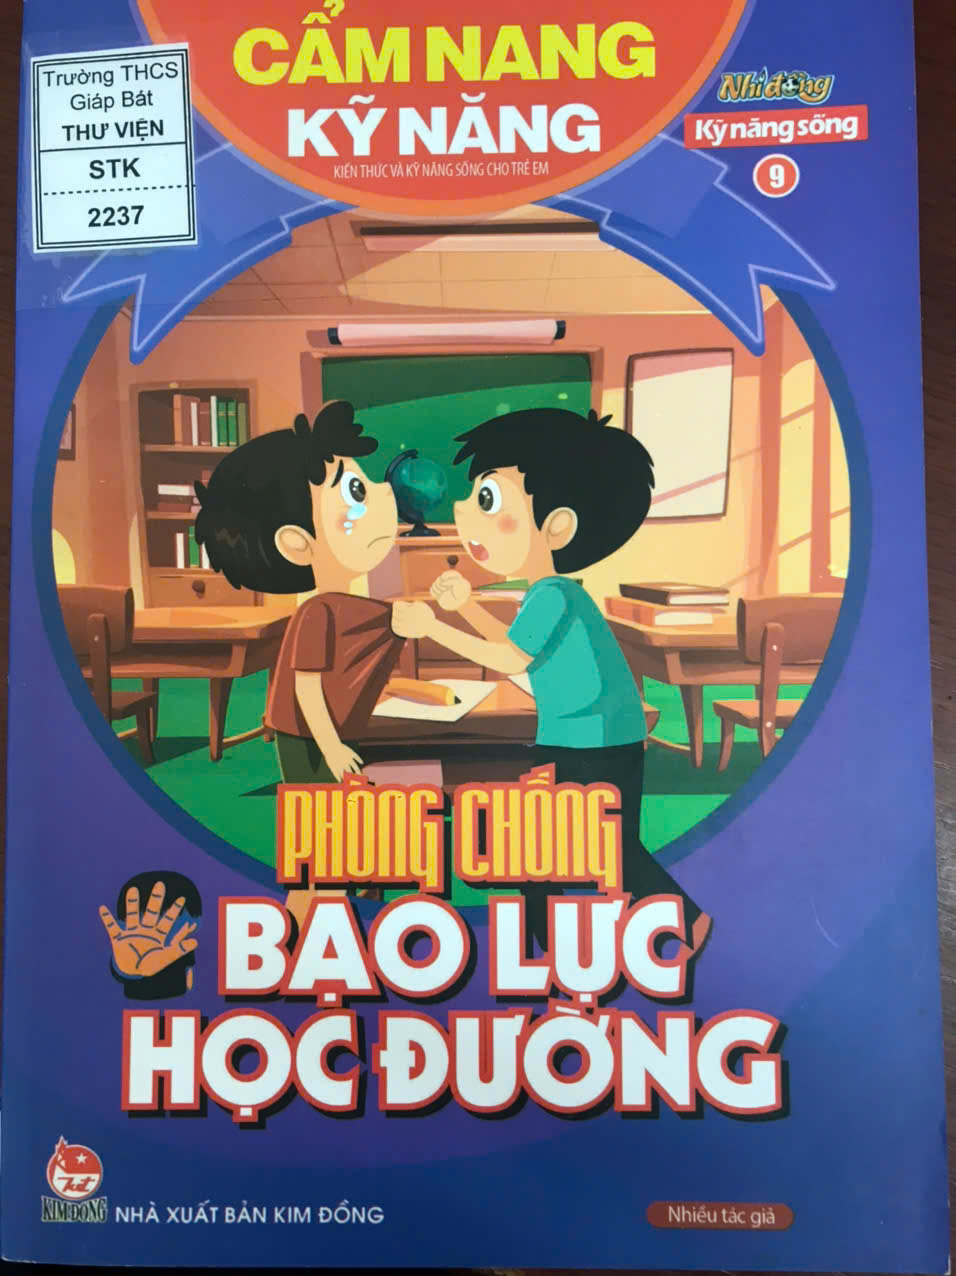 CẨM NANG
KỸ NĂNG
KIẾN THỨC VÀ KỸ NĂNG SỐNG CHO TRẺ EM
Trường THCS
Giáp Bát
THƯ VIỆN
STK
2237
Nhi đồng
Kỹ năng sống
9
PHÒNG CHỐNG
BẠO LỰC
HỌC ĐƯỜNG
KIM ĐỒNG
NHÀ XUẤT BẢN KIM ĐỒNG
Nhiều tác giả